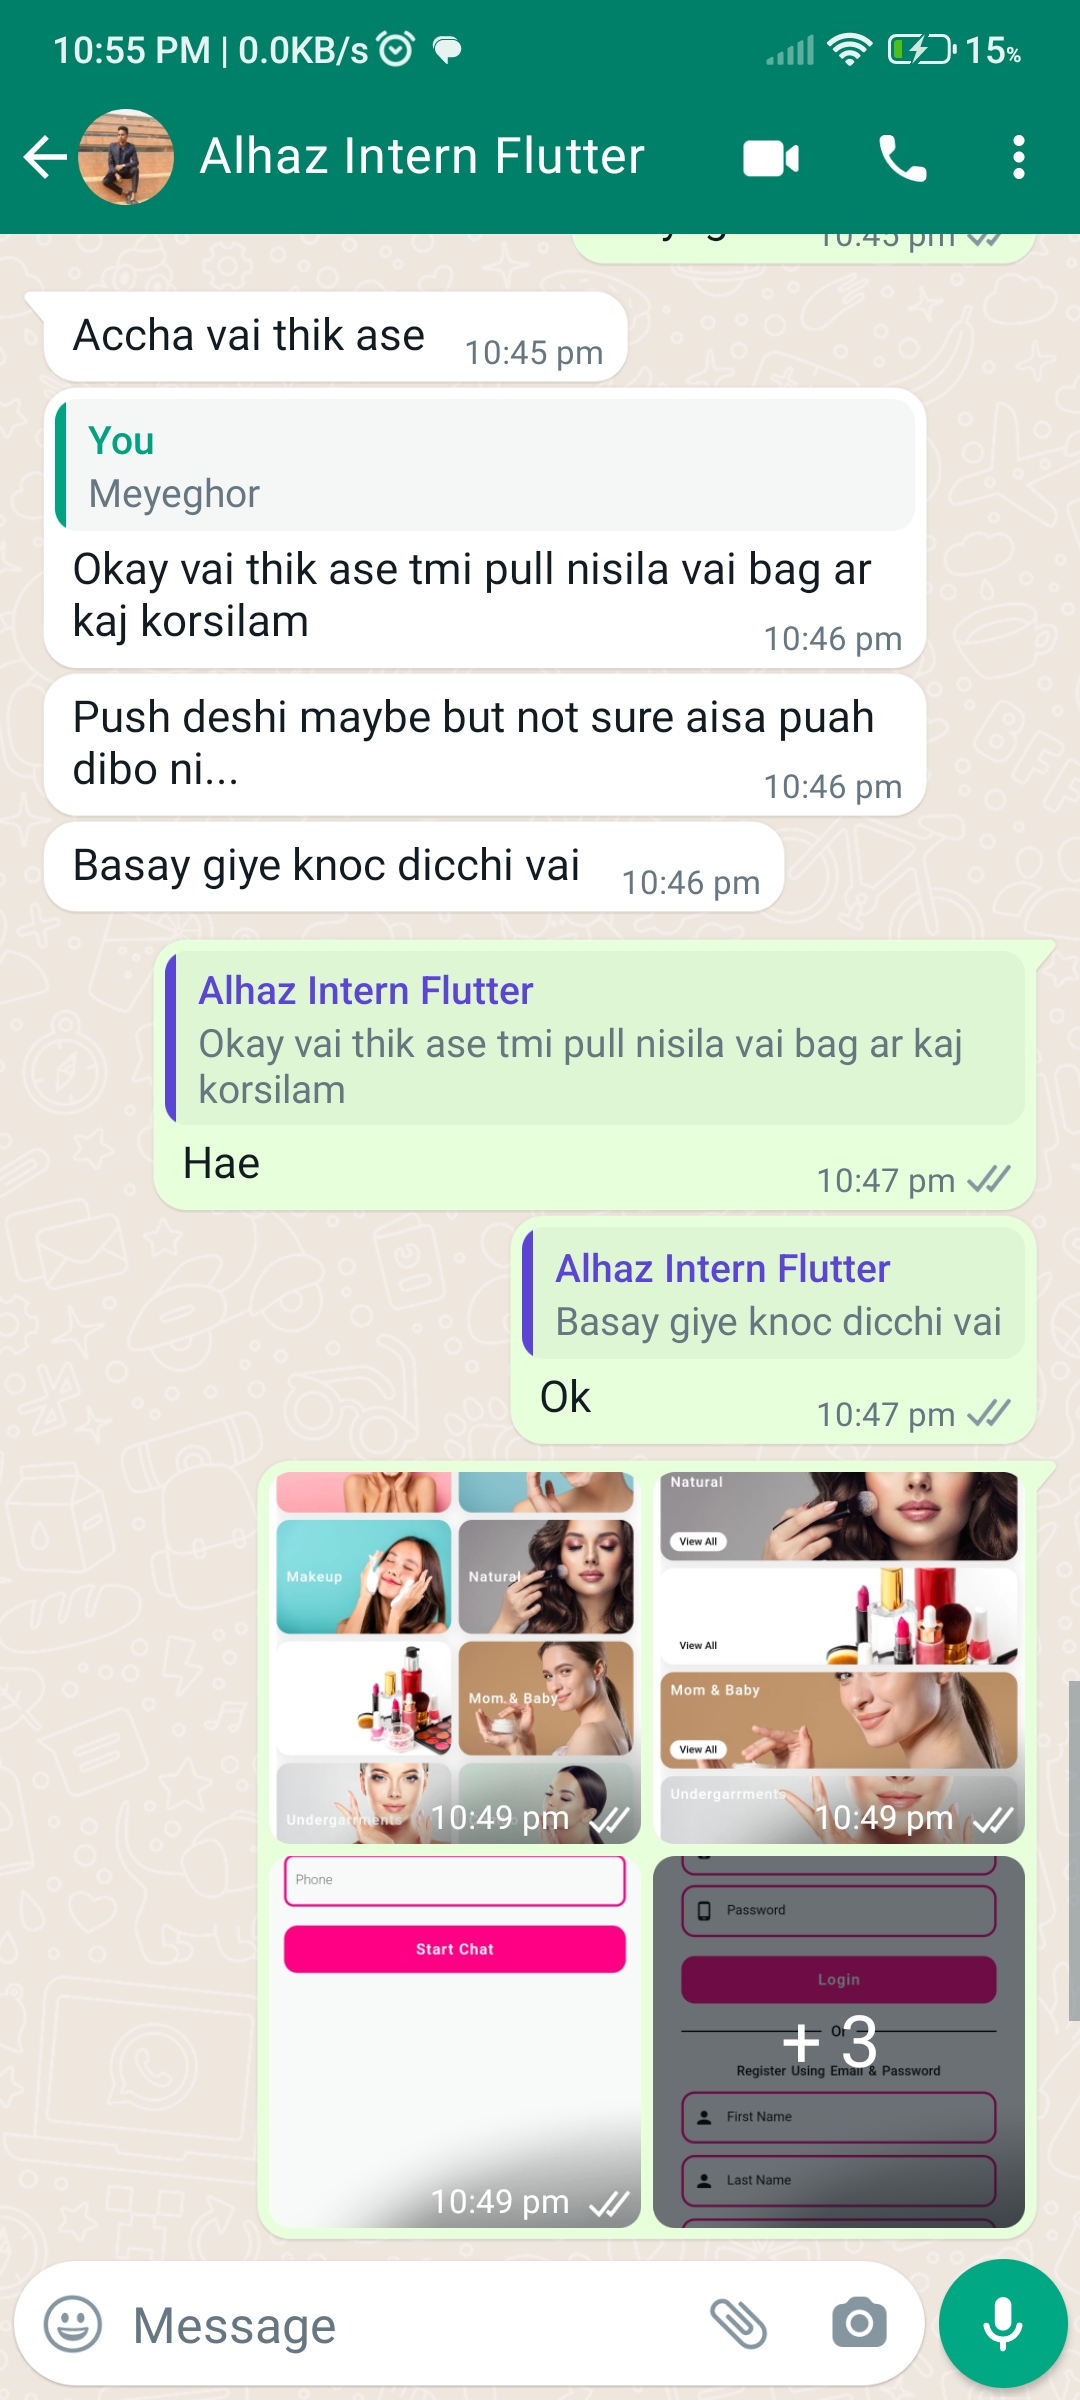 10:55 PM | 0.0KB/s 15%
Alhaz Intern Flutter
10:45 pm
Accha vai thik ase 10:45 pm
You
Meyeghor
Okay vai thik ase tmi pull nisila vai bag ar
kaj korsilam
10:46 pm
Push deshi maybe but not sure aisa puah
dibo ni...
10:46 pm
Basay giye knoc dicchi vai 10:46 pm
Alhaz Intern Flutter
Okay vai thik ase tmi pull nisila vai bag ar kaj
korsilam
Hae
10:47 pm
Alhaz Intern Flutter
Basay giye knoc dicchi vai
Ok
10:47 pm
Makeup
Natural
Mom & Baby
Undergarrments
10:49 pm
Natural
View All
View All
Mom & Baby
View All
Undergarrments
10:49 pm
Phone
Start Chat
10:49 pm
Password
Login
Or
+ 3
Register Using Email & Password
First Name
Last Name
Message